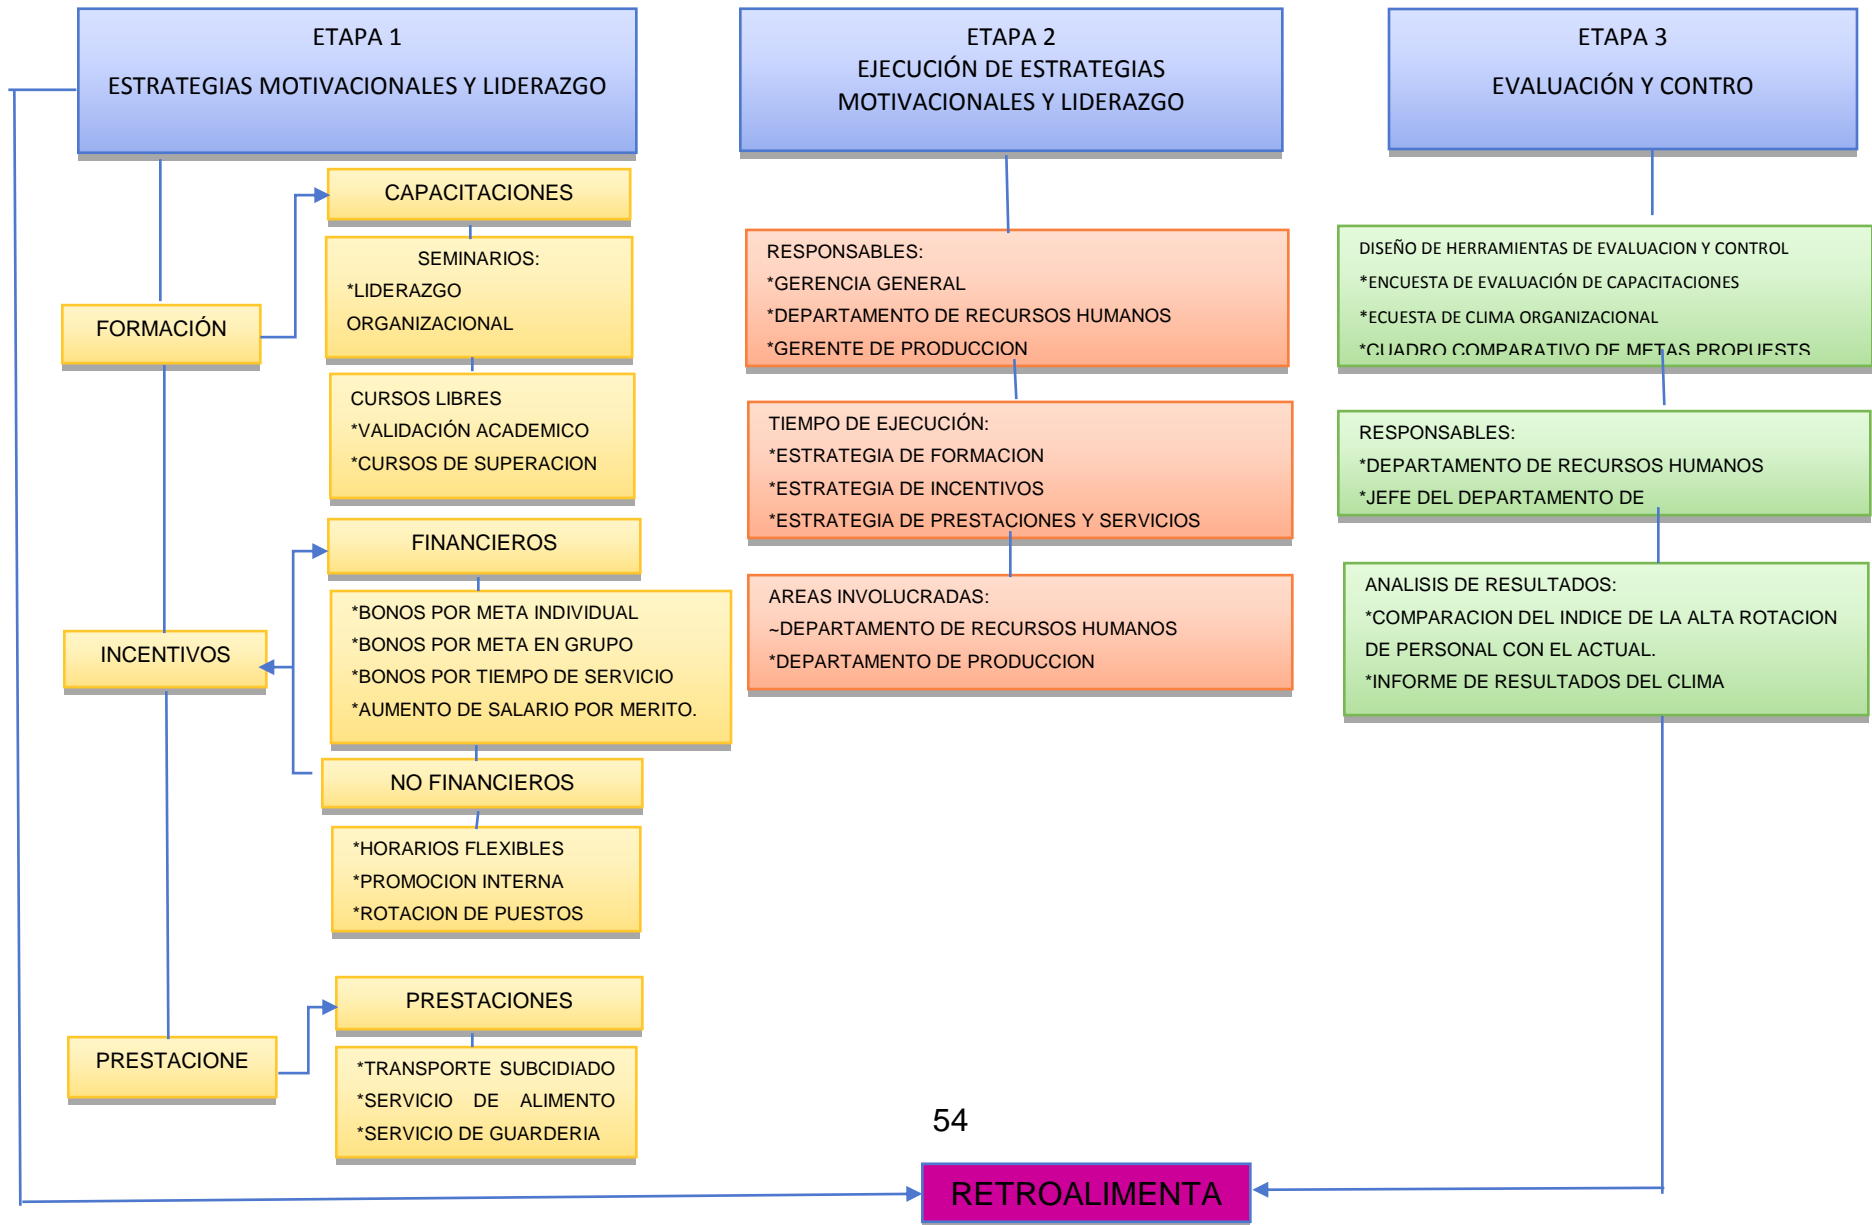 ETAPA 1
ESTRATEGIAS MOTIVACIONALES Y LIDERAZGO
FORMACIÓN
CAPACITACIONES
SEMINARIOS:
*LIDERAZGO
ORGANIZACIONAL
CURSOS LIBRES
*VALIDACIÓN ACADEMICO
*CURSOS DE SUPERACION
INCENTIVOS
FINANCIEROS
*BONOS POR META INDIVIDUAL
*BONOS POR META EN GRUPO
*BONOS POR TIEMPO DE SERVICIO
*AUMENTO DE SALARIO POR MERITO.
NO FINANCIEROS
*HORARIOS FLEXIBLES
*PROMOCION INTERNA
*ROTACION DE PUESTOS
PRESTACIONE
PRESTACIONES
*TRANSPORTE SUBCIDIADO
*SERVICIO DE ALIMENTO
*SERVICIO DE GUARDERIA
ETAPA 2
EJECUCIÓN DE ESTRATEGIAS
MOTIVACIONALES Y LIDERAZGO
RESPONSABLES:
*GERENCIA GENERAL
*DEPARTAMENTO DE RECURSOS HUMANOS
*GERENTE DE PRODUCCION
TIEMPO DE EJECUCIÓN:
*ESTRATEGIA DE FORMACION
*ESTRATEGIA DE INCENTIVOS
*ESTRATEGIA DE PRESTACIONES Y SERVICIOS
AREAS INVOLUCRADAS:
~DEPARTAMENTO DE RECURSOS HUMANOS
*DEPARTAMENTO DE PRODUCCION
ETAPA 3
EVALUACIÓN Y CONTRO
DISEÑO DE HERRAMIENTAS DE EVALUACION Y CONTROL
*ENCUESTA DE EVALUACIÓN DE CAPACITACIONES
*ECUESTA DE CLIMA ORGANIZACIONAL
*CUADRO COMPARATIVO DE METAS PROPUESTS
RESPONSABLES:
*DEPARTAMENTO DE RECURSOS HUMANOS
*JEFE DEL DEPARTAMENTO DE
ANALISIS DE RESULTADOS:
*COMPARACION DEL INDICE DE LA ALTA ROTACION
DE PERSONAL CON EL ACTUAL.
*INFORME DE RESULTADOS DEL CLIMA
54
RETROALIMENTA